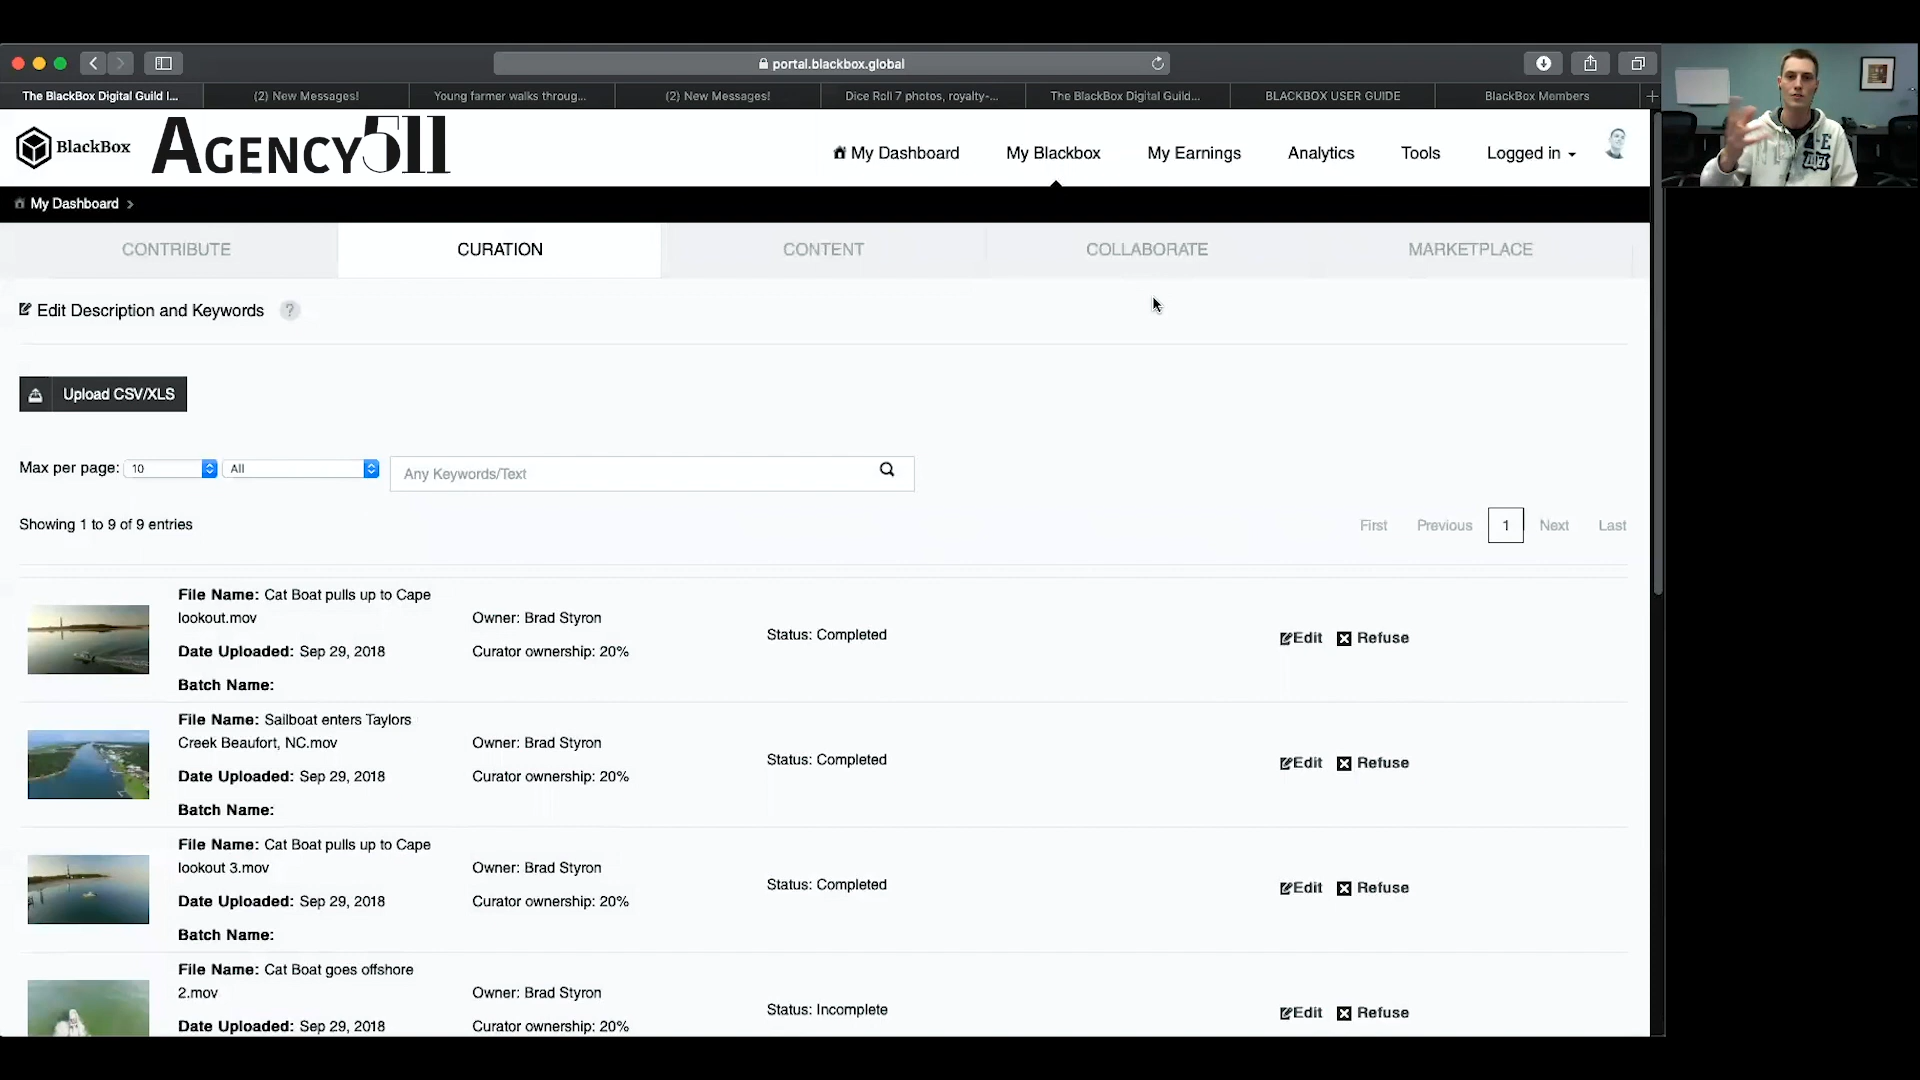 portal.blackbox.global
The BlackBox Digital Guild I...
(2) New Messages!
Young farmer walks throug...
(2) New Messages!
Dice Roll 7 photos, royalty-...
The BlackBox Digital Guild...
BLACKBOX USER GUIDE
BlackBox Members
BlackBox
AGENCY511
My Dashboard
My Blackbox
My Earnings
Analytics
Tools
Logged in
My Dashboard
CONTRIBUTE
CURATION
CONTENT
COLLABORATE
MARKETPLACE
Edit Description and Keywords ?
Upload CSV/XLS
Max per page: 10 All Any Keywords/Text
Showing 1 to 9 of 9 entries
First Previous 1 Next Last
File Name: Cat Boat pulls up to Cape
lookout.mov
Date Uploaded: Sep 29, 2018
Batch Name:
Owner: Brad Styron
Curator ownership: 20%
Status: Completed
Edit Refuse
File Name: Sailboat enters Taylors
Creek Beaufort, NC.mov
Date Uploaded: Sep 29, 2018
Batch Name:
Owner: Brad Styron
Curator ownership: 20%
Status: Completed
Edit Refuse
File Name: Cat Boat pulls up to Cape
lookout 3.mov
Date Uploaded: Sep 29, 2018
Batch Name:
Owner: Brad Styron
Curator ownership: 20%
Status: Completed
Edit Refuse
File Name: Cat Boat goes offshore
2.mov
Date Uploaded: Sep 29, 2018
Owner: Brad Styron
Curator ownership: 20%
Status: Incomplete
Edit Refuse